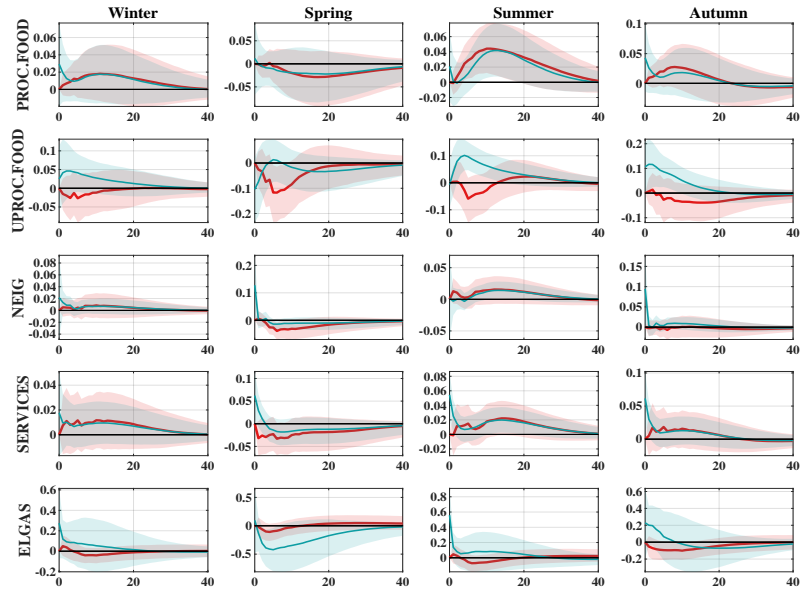 Winter Spring Summer Autumn
PROC.FOOD
0.06 0.04 0.02 0 0 20 40
0.05 0 -0.05 0 20 40
0.06 0.04 0.02 0 -0.02 0 20 40
0.1 0.05 0 0 20 40
UPROC.FOOD
0.1 0.05 0 -0.05 0 20 40
0 -0.1 -0.2 0 20 40
0.1 0 -0.1 0 20 40
0.2 0.1 0 -0.1 0 20 40
NEIG
0.08 0.06 0.04 0.02 0 -0.02 -0.04 0 20 40
0.2 0.1 0 0 20 40
0.05 0 -0.05 0 20 40
0.15 0.1 0.05 0 0 20 40
SERVICES
0.04 0.02 0 0 20 40
0.1 0.05 0 -0.05 0 20 40
0.08 0.06 0.04 0.02 0 -0.02 0 20 40
0.1 0.05 0 0 20 40
ELGAS
0.6 0.4 0.2 0 -0.2 0 20 40
0.5 0 -0.5 0 20 40
0.8 0.6 0.4 0.2 0 0 20 40
0.6 0.4 0.2 0 -0.2 0 20 40